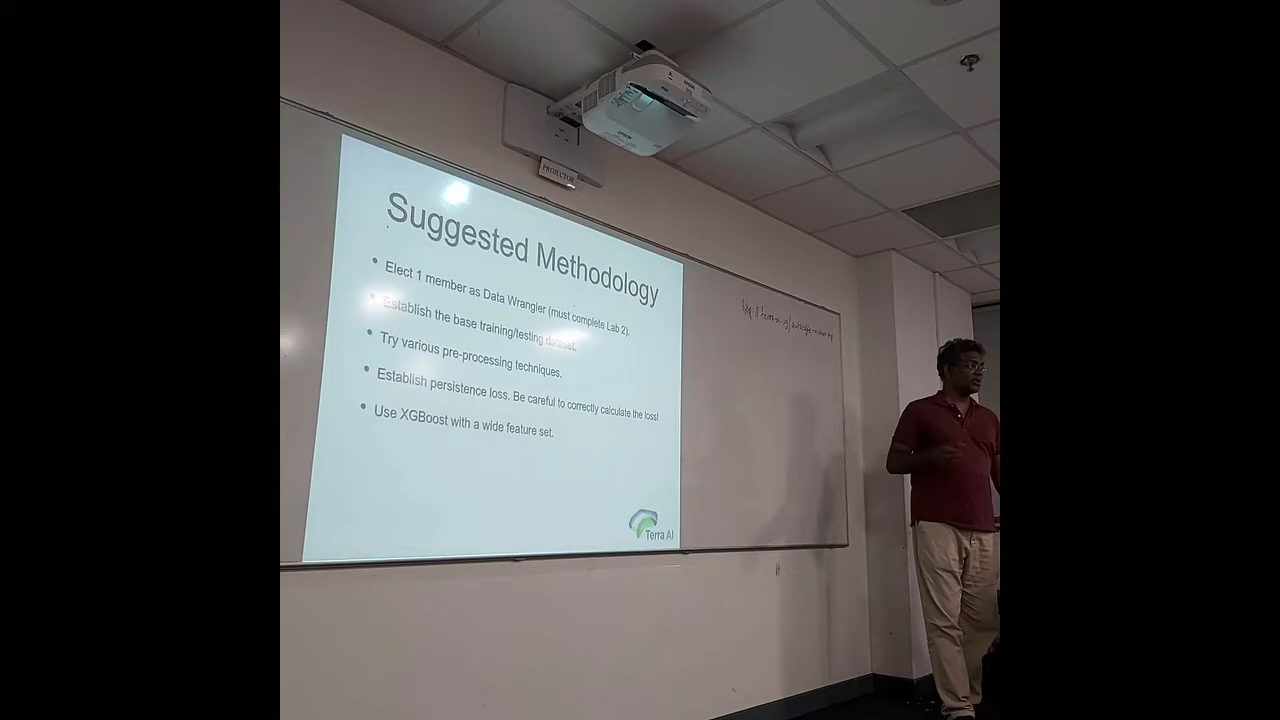 EPSON
EPSON
PROJECTOR
Suggested Methodology
• Elect 1 member as Data Wrangler (must complete Lab 2).
• Establish the base training/testing dataset.
• Try various pre-processing techniques.
• Establish persistence loss. Be careful to correctly calculate the loss!
• Use XGBoost with a wide feature set.
Terra AI